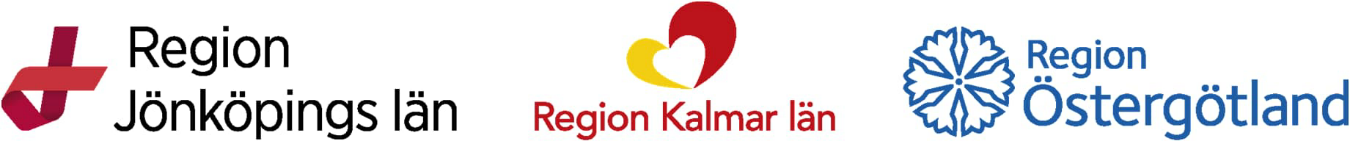 Region
Jönköpings län
Region Kalmar län
Region
Östergötland